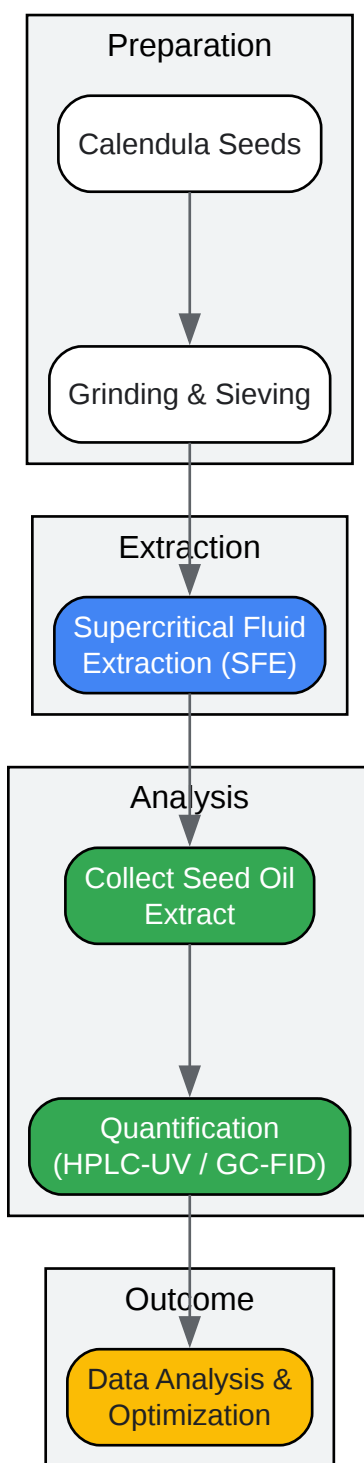 Preparation
Calendula Seeds
Grinding & Sieving
Extraction
Supercritical Fluid
Extraction (SFE)
Analysis
Collect Seed Oil
Extract
Quantification
(HPLC-UV / GC-FID)
Outcome
Data Analysis &
Optimization